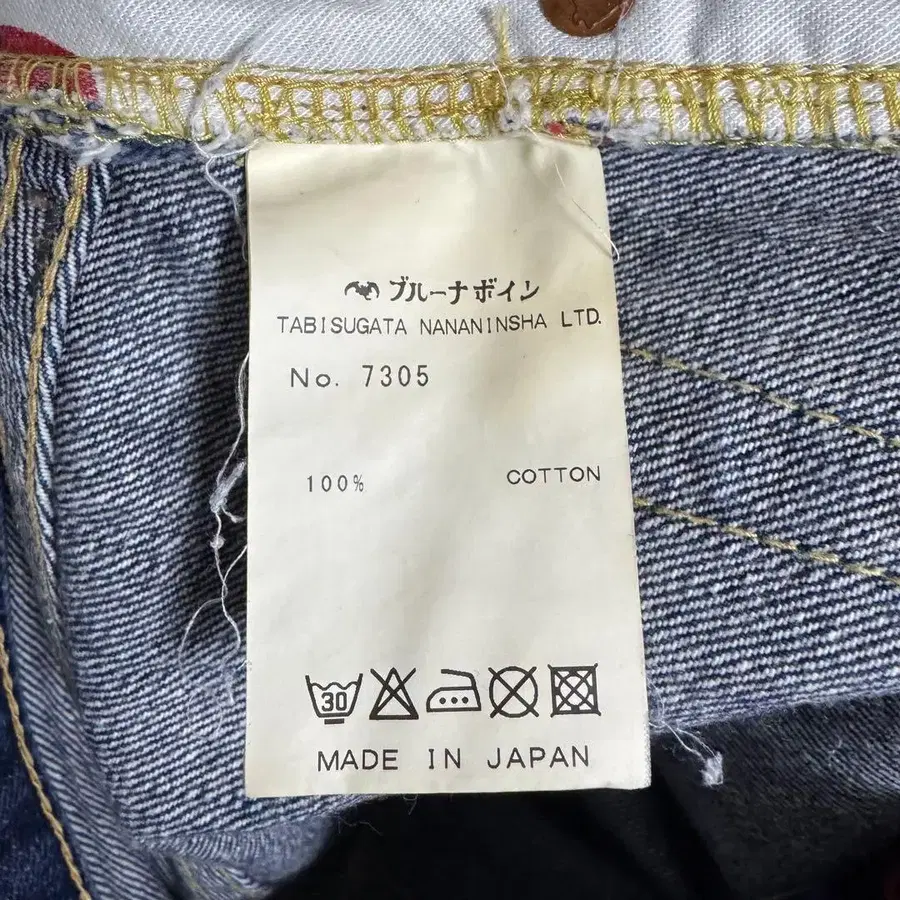 ブルーナボイン
TABISUGATA NANANINSHA LTD.
No. 7305
100% COTTON
30
MADE IN JAPAN